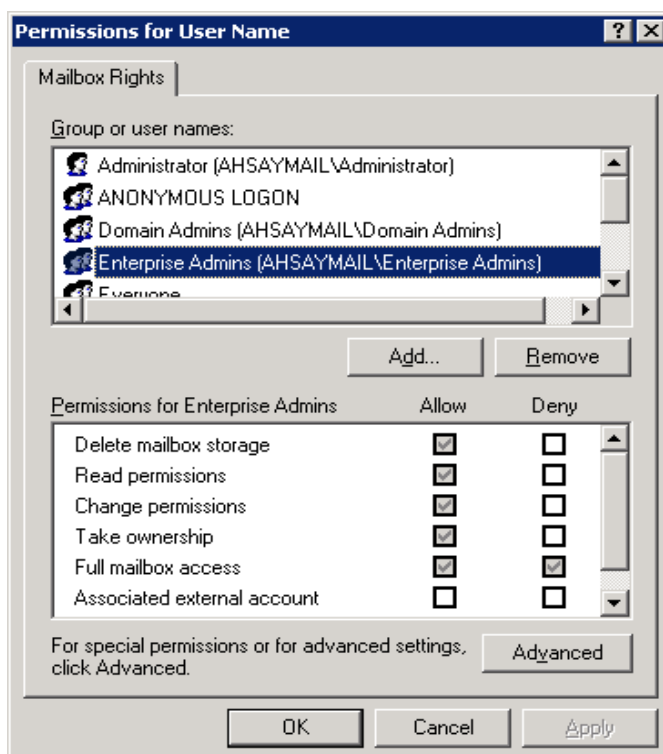 Permissions for User Name
Mailbox Rights
Group or user names:
Administrator (AHSAYMAIL\Administrator)
ANONYMOUS LOGON
Domain Admins (AHSAYMAIL\Domain Admins)
Enterprise Admins (AHSAYMAIL\Enterprise Admins)
Everyone
Add... Remove
Permissions for Enterprise Admins Allow Deny
Delete mailbox storage
Read permissions
Change permissions
Take ownership
Full mailbox access
Associated external account
For special permissions or for advanced settings,
click Advanced.
Advanced
OK Cancel Apply